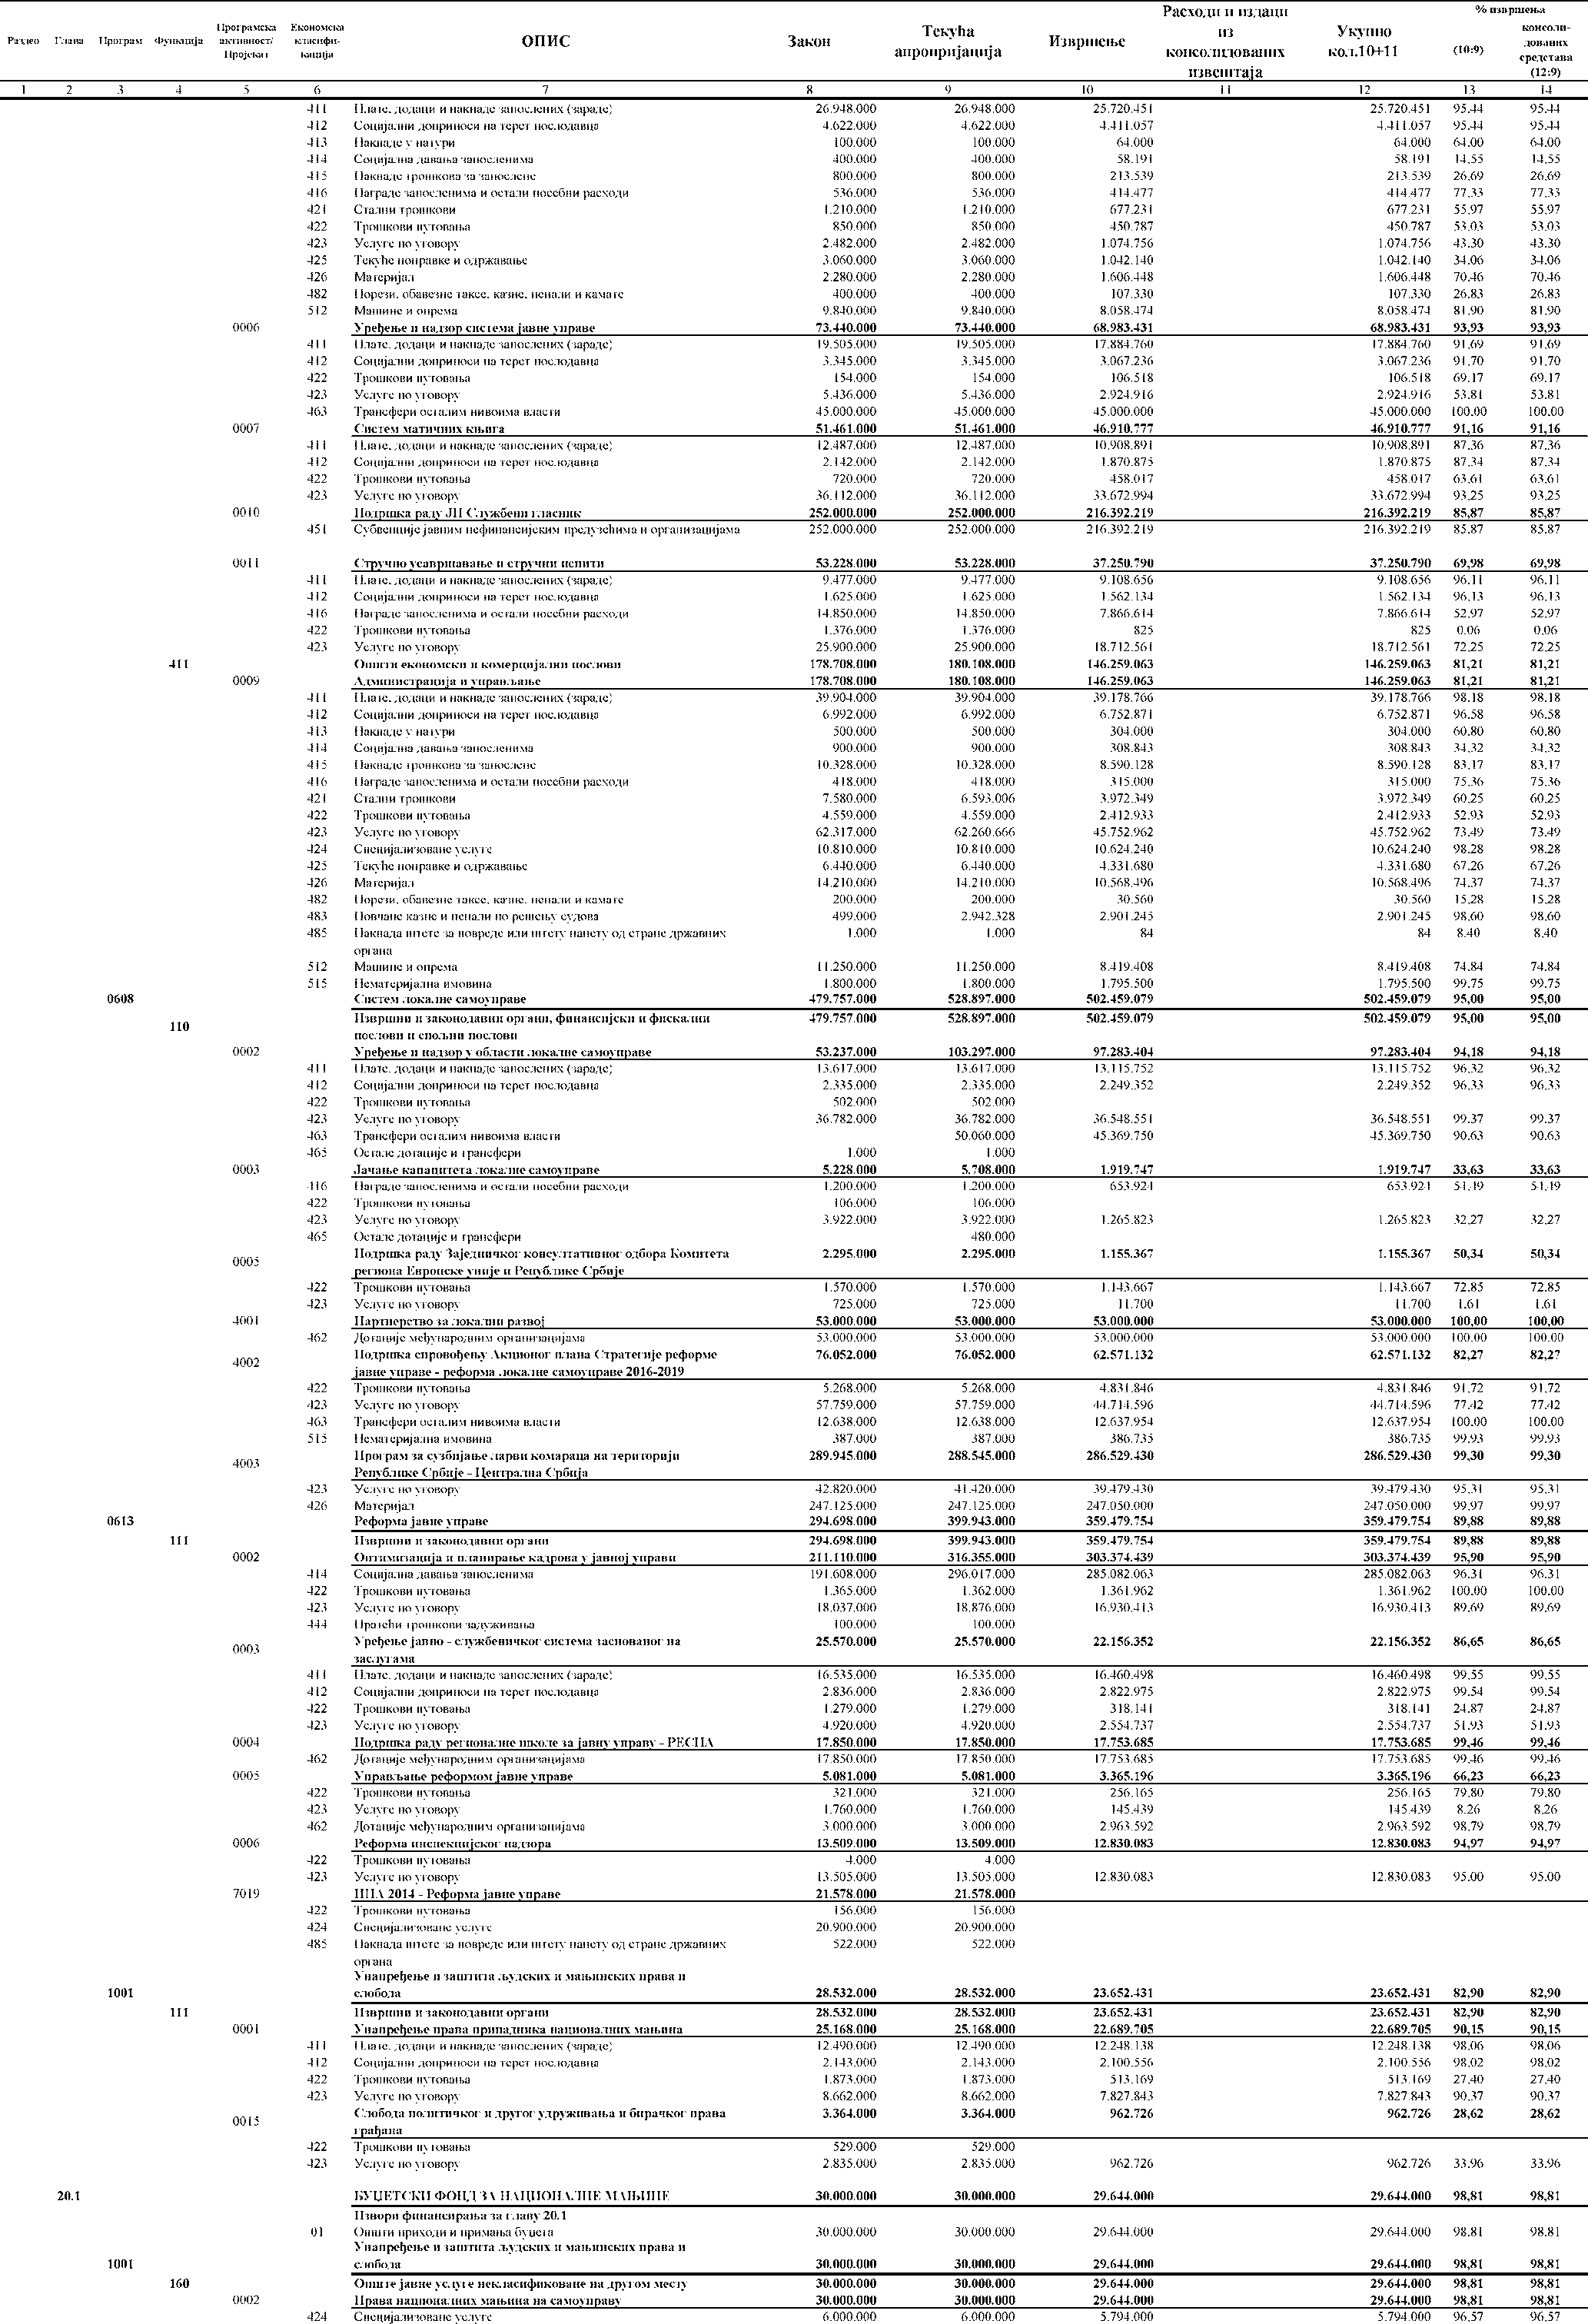 Раздео Глава Програм Функција Програмска активност/ Пројекат Економска класифи-кација ОПИС Закон Текућа апропријација Извршење Расходи и издаци из консолидованих извештаја Укупно кол.10+11 % извршења (10:9) консоли-дованих средстава (12:9)
1 2 3 4 5 6 7 8 9 10 11 12 13 14
411 Плате, додаци и накнаде запослених (зараде) 26.948.000 26.948.000 25.720.451 25.720.451 95,44 95,44
412 Социјални доприноси на терет послодавца 4.622.000 4.622.000 4.411.057 4.411.057 95,44 95,44
413 Накнаде у натури 100.000 100.000 64.000 64.000 64,00 64,00
414 Социјална давања запосленима 400.000 400.000 58.191 58.191 14,55 14,55
415 Накнаде трошкова за запослене 800.000 800.000 213.539 213.539 26,69 26,69
416 Награде запосленима и остали посебни расходи 536.000 536.000 414.477 414.477 77,33 77,33
421 Стални трошкови 1.210.000 1.210.000 677.231 677.231 55,97 55,97
422 Трошкови путовања 850.000 850.000 450.787 450.787 53,03 53,03
423 Услуге по уговору 2.482.000 2.482.000 1.074.756 1.074.756 43,30 43,30
425 Текуће поправке и одржавање 3.060.000 3.060.000 1.042.140 1.042.140 34,06 34,06
426 Материјал 2.280.000 2.280.000 1.606.448 1.606.448 70,46 70,46
482 Порези, обавезне таксе, казне, пенали и камате 400.000 400.000 107.330 107.330 26,83 26,83
512 Машине и опрема 9.840.000 9.840.000 8.058.474 8.058.474 81,90 81,90
0006 Уређење и надзор система јавне управе 73.440.000 73.440.000 68.983.431 68.983.431 93,93 93,93
411 Плате, додаци и накнаде запослених (зараде) 19.505.000 19.505.000 17.884.760 17.884.760 91,69 91,69
412 Социјални доприноси на терет послодавца 3.345.000 3.345.000 3.067.236 3.067.236 91,70 91,70
422 Трошкови путовања 154.000 154.000 106.518 106.518 69,17 69,17
423 Услуге по уговору 5.436.000 5.436.000 2.924.916 2.924.916 53,81 53,81
463 Трансфери осталим нивоима власти 45.000.000 45.000.000 45.000.000 45.000.000 100,00 100,00
0007 Систем матичних књига 51.461.000 51.461.000 46.910.777 46.910.777 91,16 91,16
411 Плате, додаци и накнаде запослених (зараде) 12.487.000 12.487.000 10.908.891 10.908.891 87,36 87,36
412 Социјални доприноси на терет послодавца 2.142.000 2.142.000 1.870.875 1.870.875 87,34 87,34
422 Трошкови путовања 720.000 720.000 458.017 458.017 63,61 63,61
423 Услуге по уговору 36.112.000 36.112.000 33.672.994 33.672.994 93,25 93,25
0010 Подршка раду ЈП Службени гласник 252.000.000 252.000.000 216.392.219 216.392.219 85,87 85,87
451 Субвенције јавним нефинансијским предузећима и организацијама 252.000.000 252.000.000 216.392.219 216.392.219 85,87 85,87
0011 Стручно усавршавање и стручни испити 53.228.000 53.228.000 37.250.790 37.250.790 69,98 69,98
411 Плате, додаци и накнаде запослених (зараде) 9.477.000 9.477.000 9.108.656 9.108.656 96,11 96,11
412 Социјални доприноси на терет послодавца 1.625.000 1.625.000 1.562.134 1.562.134 96,13 96,13
416 Награде запосленима и остали посебни расходи 14.850.000 14.850.000 7.866.614 7.866.614 52,97 52,97
422 Трошкови путовања 1.376.000 1.376.000 825 825 0,06 0,06
423 Услуге по уговору 25.900.000 25.900.000 18.712.561 18.712.561 72,25 72,25
411 Општи економски и комерцијални послови 178.708.000 180.108.000 146.259.063 146.259.063 81,21 81,21
0009 Администрација и управљање 178.708.000 180.108.000 146.259.063 146.259.063 81,21 81,21
411 Плате, додаци и накнаде запослених (зараде) 39.904.000 39.904.000 39.178.766 39.178.766 98,18 98,18
412 Социјални доприноси на терет послодавца 6.992.000 6.992.000 6.752.871 6.752.871 96,58 96,58
413 Накнаде у натури 500.000 500.000 304.000 304.000 60,80 60,80
414 Социјална давања запосленима 900.000 900.000 308.843 308.843 34,32 34,32
415 Накнаде трошкова за запослене 10.328.000 10.328.000 8.590.128 8.590.128 83,17 83,17
416 Награде запосленима и остали посебни расходи 418.000 418.000 315.000 315.000 75,36 75,36
421 Стални трошкови 7.580.000 6.593.006 3.972.349 3.972.349 60,25 60,25
422 Трошкови путовања 4.559.000 4.559.000 2.412.933 2.412.933 52,93 52,93
423 Услуге по уговору 62.317.000 62.260.666 45.752.962 45.752.962 73,49 73,49
424 Специјализоване услуге 10.810.000 10.810.000 10.624.240 10.624.240 98,28 98,28
425 Текуће поправке и одржавање 6.440.000 6.440.000 4.331.680 4.331.680 67,26 67,26
426 Материјал 14.210.000 14.210.000 10.568.496 10.568.496 74,37 74,37
482 Порези, обавезне таксе, казне, пенали и камате 200.000 200.000 30.560 30.560 15,28 15,28
483 Новчане казне и пенали по решењу судова 499.000 2.942.328 2.901.245 2.901.245 98,60 98,60
485 Накнада штете за повреде или штету нанету од стране државних 1.000 1.000 84 84 8,40 8,40
органа
512 Машине и опрема 11.250.000 11.250.000 8.419.408 8.419.408 74,84 74,84
515 Нематеријална имовина 1.800.000 1.800.000 1.795.500 1.795.500 99,75 99,75
0608 Систем локалне самоуправе 479.757.000 528.897.000 502.459.079 502.459.079 95,00 95,00
110 Извршни и законодавни органи, финансијски и фискални 479.757.000 528.897.000 502.459.079 502.459.079 95,00 95,00
послови и спољни послови
0002 Уређење и надзор у области локалне самоуправе 53.237.000 103.297.000 97.283.404 97.283.404 94,18 94,18
411 Плате, додаци и накнаде запослених (зараде) 13.617.000 13.617.000 13.115.752 13.115.752 96,32 96,32
412 Социјални доприноси на терет послодавца 2.335.000 2.335.000 2.249.352 2.249.352 96,33 96,33
422 Трошкови путовања 502.000 502.000
423 Услуге по уговору 36.782.000 36.782.000 36.548.551 36.548.551 99,37 99,37
463 Трансфери осталим нивоима власти 50.060.000 45.369.750 45.369.750 90,63 90,63
465 Остале дотације и трансфери 1.000 1.000
0003 Јачање капацитета локалне самоуправе 5.228.000 5.708.000 1.919.747 1.919.747 33,63 33,63
416 Награде запосленима и остали посебни расходи 1.200.000 1.200.000 653.924 653.924 54,49 54,49
422 Трошкови путовања 106.000 106.000
423 Услуге по уговору 3.922.000 3.922.000 1.265.823 1.265.823 32,27 32,27
465 Остале дотације и трансфери 480.000
0005 Подршка раду Заједничког консултативног одбора Комитета 2.295.000 2.295.000 1.155.367 1.155.367 50,34 50,34
региона Европске уније и Републике Србије
422 Трошкови путовања 1.570.000 1.570.000 1.143.667 1.143.667 72,85 72,85
423 Услуге по уговору 725.000 725.000 11.700 11.700 1,61 1,61
4001 Партнерство за локални развој 53.000.000 53.000.000 53.000.000 53.000.000 100,00 100,00
462 Дотације међународним организацијама 53.000.000 53.000.000 53.000.000 53.000.000 100,00 100,00
4002 Подршка спровођењу Акционог плана Стратегије реформе 76.052.000 76.052.000 62.571.132 62.571.132 82,27 82,27
јавне управе - реформа локалне самоуправе 2016-2019
422 Трошкови путовања 5.268.000 5.268.000 4.831.846 4.831.846 91,72 91,72
423 Услуге по уговору 57.759.000 57.759.000 44.714.596 44.714.596 77,42 77,42
463 Трансфери осталим нивоима власти 12.638.000 12.638.000 12.637.954 12.637.954 100,00 100,00
515 Нематеријална имовина 387.000 387.000 386.735 386.735 99,93 99,93
4003 Програм за сузбијање ларви комараца на територији 289.945.000 288.545.000 286.529.430 286.529.430 99,30 99,30
Републике Србије - Централна Србија
423 Услуге по уговору 42.820.000 41.420.000 39.479.430 39.479.430 95,31 95,31
426 Материјал 247.125.000 247.125.000 247.050.000 247.050.000 99,97 99,97
0613 Реформа јавне управе 294.698.000 399.943.000 359.479.754 359.479.754 89,88 89,88
111 Извршни и законодавни органи 294.698.000 399.943.000 359.479.754 359.479.754 89,88 89,88
0002 Оптимизација и планирање кадрова у јавној управи 211.110.000 316.355.000 303.374.439 303.374.439 95,90 95,90
414 Социјална давања запосленима 191.608.000 296.017.000 285.082.063 285.082.063 96,31 96,31
422 Трошкови путовања 1.365.000 1.362.000 1.361.962 1.361.962 100,00 100,00
423 Услуге по уговору 18.037.000 18.876.000 16.930.413 16.930.413 89,69 89,69
444 Пратећи трошкови задуживања 100.000 100.000
0003 Уређење јавно - службеничког система заснованог на 25.570.000 25.570.000 22.156.352 22.156.352 86,65 86,65
заслугама
411 Плате, додаци и накнаде запослених (зараде) 16.535.000 16.535.000 16.460.498 16.460.498 99,55 99,55
412 Социјални доприноси на терет послодавца 2.836.000 2.836.000 2.822.975 2.822.975 99,54 99,54
422 Трошкови путовања 1.279.000 1.279.000 318.141 318.141 24,87 24,87
423 Услуге по уговору 4.920.000 4.920.000 2.554.737 2.554.737 51,93 51,93
0004 Подршка раду регионалне школе за јавну управу - РЕСПА 17.850.000 17.850.000 17.753.685 17.753.685 99,46 99,46
462 Дотације међународним организацијама 17.850.000 17.850.000 17.753.685 17.753.685 99,46 99,46
0005 Управљање реформом јавне управе 5.081.000 5.081.000 3.365.196 3.365.196 66,23 66,23
422 Трошкови путовања 321.000 321.000 256.165 256.165 79,80 79,80
423 Услуге по уговору 1.760.000 1.760.000 145.439 145.439 8,26 8,26
462 Дотације међународним организацијама 3.000.000 3.000.000 2.963.592 2.963.592 98,79 98,79
0006 Реформа инспекцијског надзора 13.509.000 13.509.000 12.830.083 12.830.083 94,97 94,97
422 Трошкови путовања 4.000 4.000
423 Услуге по уговору 13.505.000 13.505.000 12.830.083 12.830.083 95,00 95,00
7019 ИПА 2014 - Реформа јавне управе 21.578.000 21.578.000
422 Трошкови путовања 156.000 156.000
424 Специјализоване услуге 20.900.000 20.900.000
485 Накнада штете за повреде или штету нанету од стране државних 522.000 522.000
органа
Унапређење и заштита људских и мањинских права и
1001 слобода 28.532.000 28.532.000 23.652.431 23.652.431 82,90 82,90
111 Извршни и законодавни органи 28.532.000 28.532.000 23.652.431 23.652.431 82,90 82,90
0001 Унапређење права припадника националних мањина 25.168.000 25.168.000 22.689.705 22.689.705 90,15 90,15
411 Плате, додаци и накнаде запослених (зараде) 12.490.000 12.490.000 12.248.138 12.248.138 98,06 98,06
412 Социјални доприноси на терет послодавца 2.143.000 2.143.000 2.100.556 2.100.556 98,02 98,02
422 Трошкови путовања 1.873.000 1.873.000 513.169 513.169 27,40 27,40
423 Услуге по уговору 8.662.000 8.662.000 7.827.843 7.827.843 90,37 90,37
0015 Слобода политичког и другог удруживања и бирачког права 3.364.000 3.364.000 962.726 962.726 28,62 28,62
грађана
422 Трошкови путовања 529.000 529.000
423 Услуге по уговору 2.835.000 2.835.000 962.726 962.726 33,96 33,96
20.1 БУЏЕТСКИ ФОНД ЗА НАЦИОНАЛНЕ МАЊИНЕ 30.000.000 30.000.000 29.644.000 29.644.000 98,81 98,81
Извори финансирања за главу 20.1
01 Општи приходи и примања буџета 30.000.000 30.000.000 29.644.000 29.644.000 98,81 98,81
Унапређење и заштита људских и мањинских права и
1001 слобода 30.000.000 30.000.000 29.644.000 29.644.000 98,81 98,81
160 Опште јавне услуге некласификоване на другом месту 30.000.000 30.000.000 29.644.000 29.644.000 98,81 98,81
0002 Права националних мањина на самоуправу 30.000.000 30.000.000 29.644.000 29.644.000 98,81 98,81
424 Специјализоване услуге 6.000.000 6.000.000 5.794.000 5.794.000 96,57 96,57